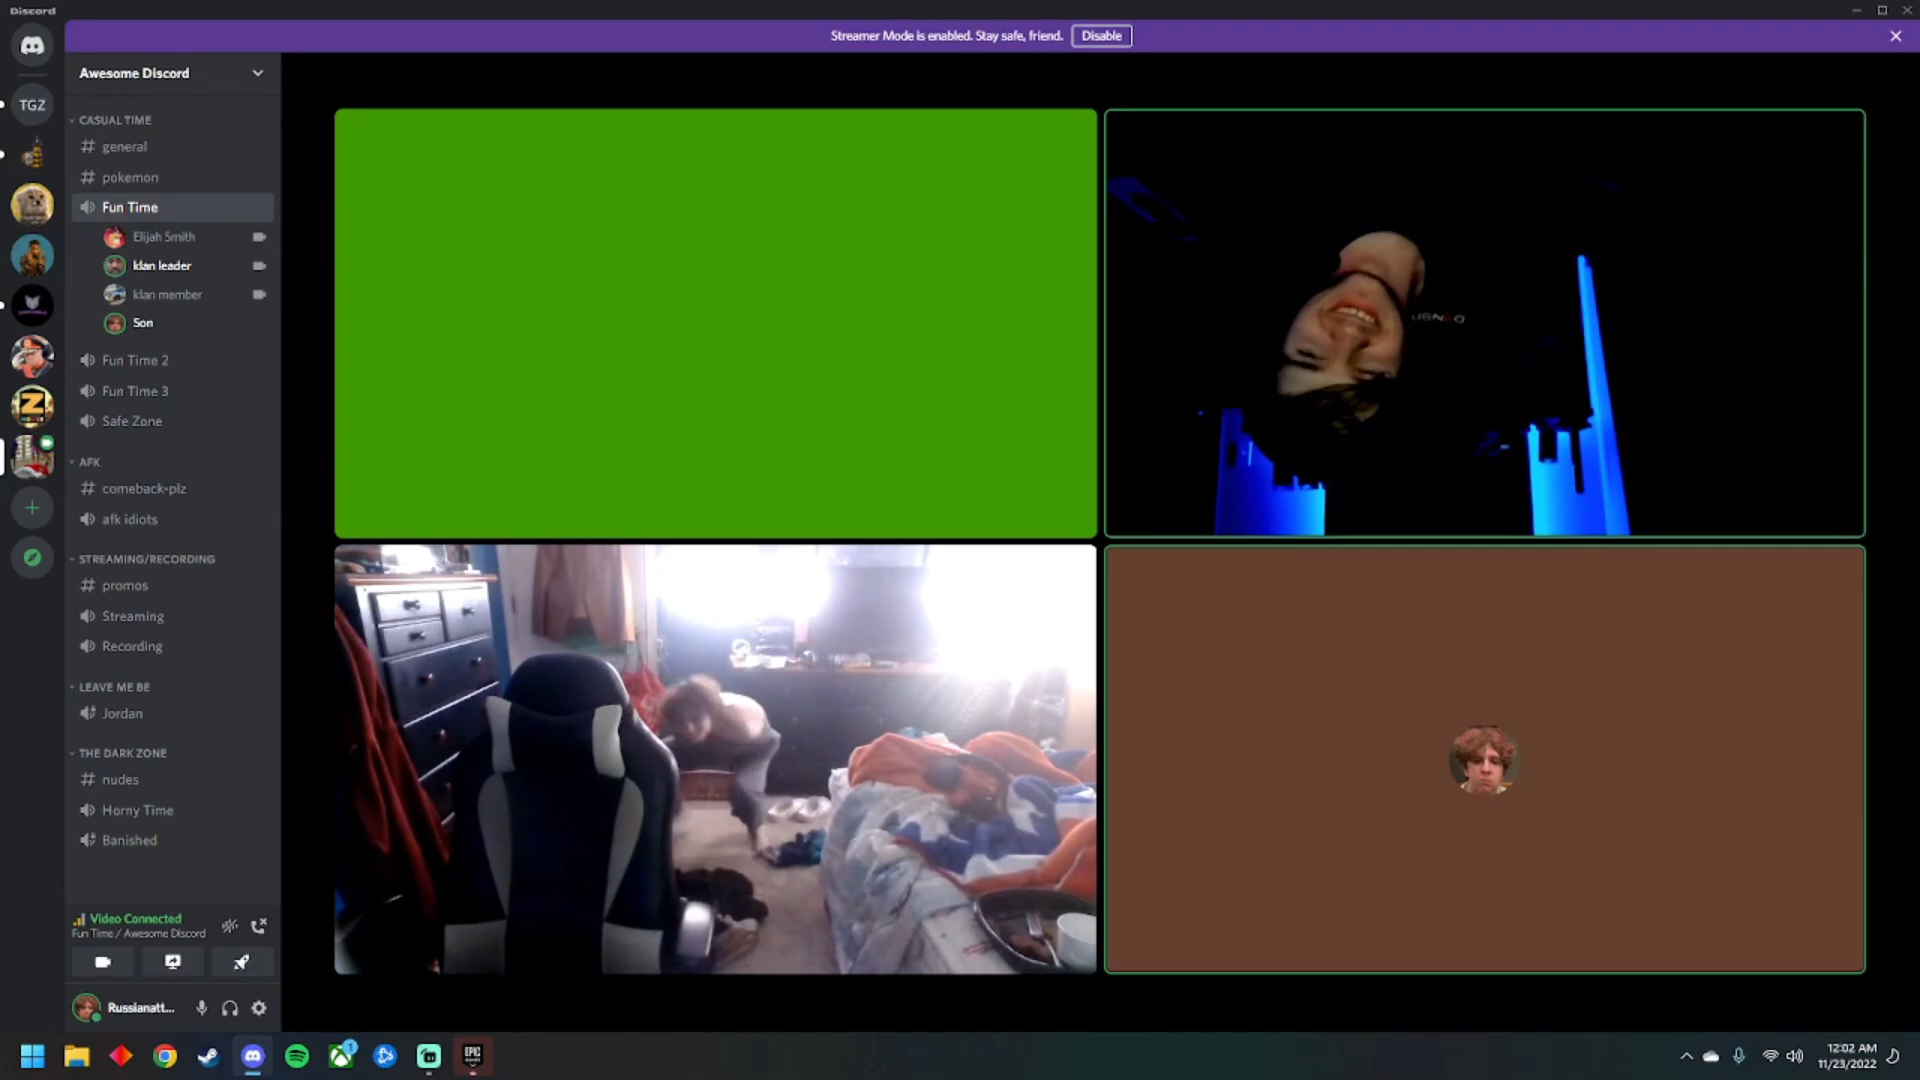 Discord
Streamer Mode is enabled. Stay safe, friend.
Disable
Awesome Discord
TGZ
CASUAL TIME
general
pokemon
Fun Time
Elijah Smith
klan leader
klan member
Son
Fun Time 2
Fun Time 3
Safe Zone
AFK
comeback-plz
afk idiots
STREAMING/RECORDING
promos
Streaming
Recording
LEAVE ME BE
Jordan
THE DARK ZONE
nudes
Horny Time
Banished
Video Connected
Fun Time / Awesome Discord
Russianatt...
EPIC
1
12:02 AM
11/23/2022